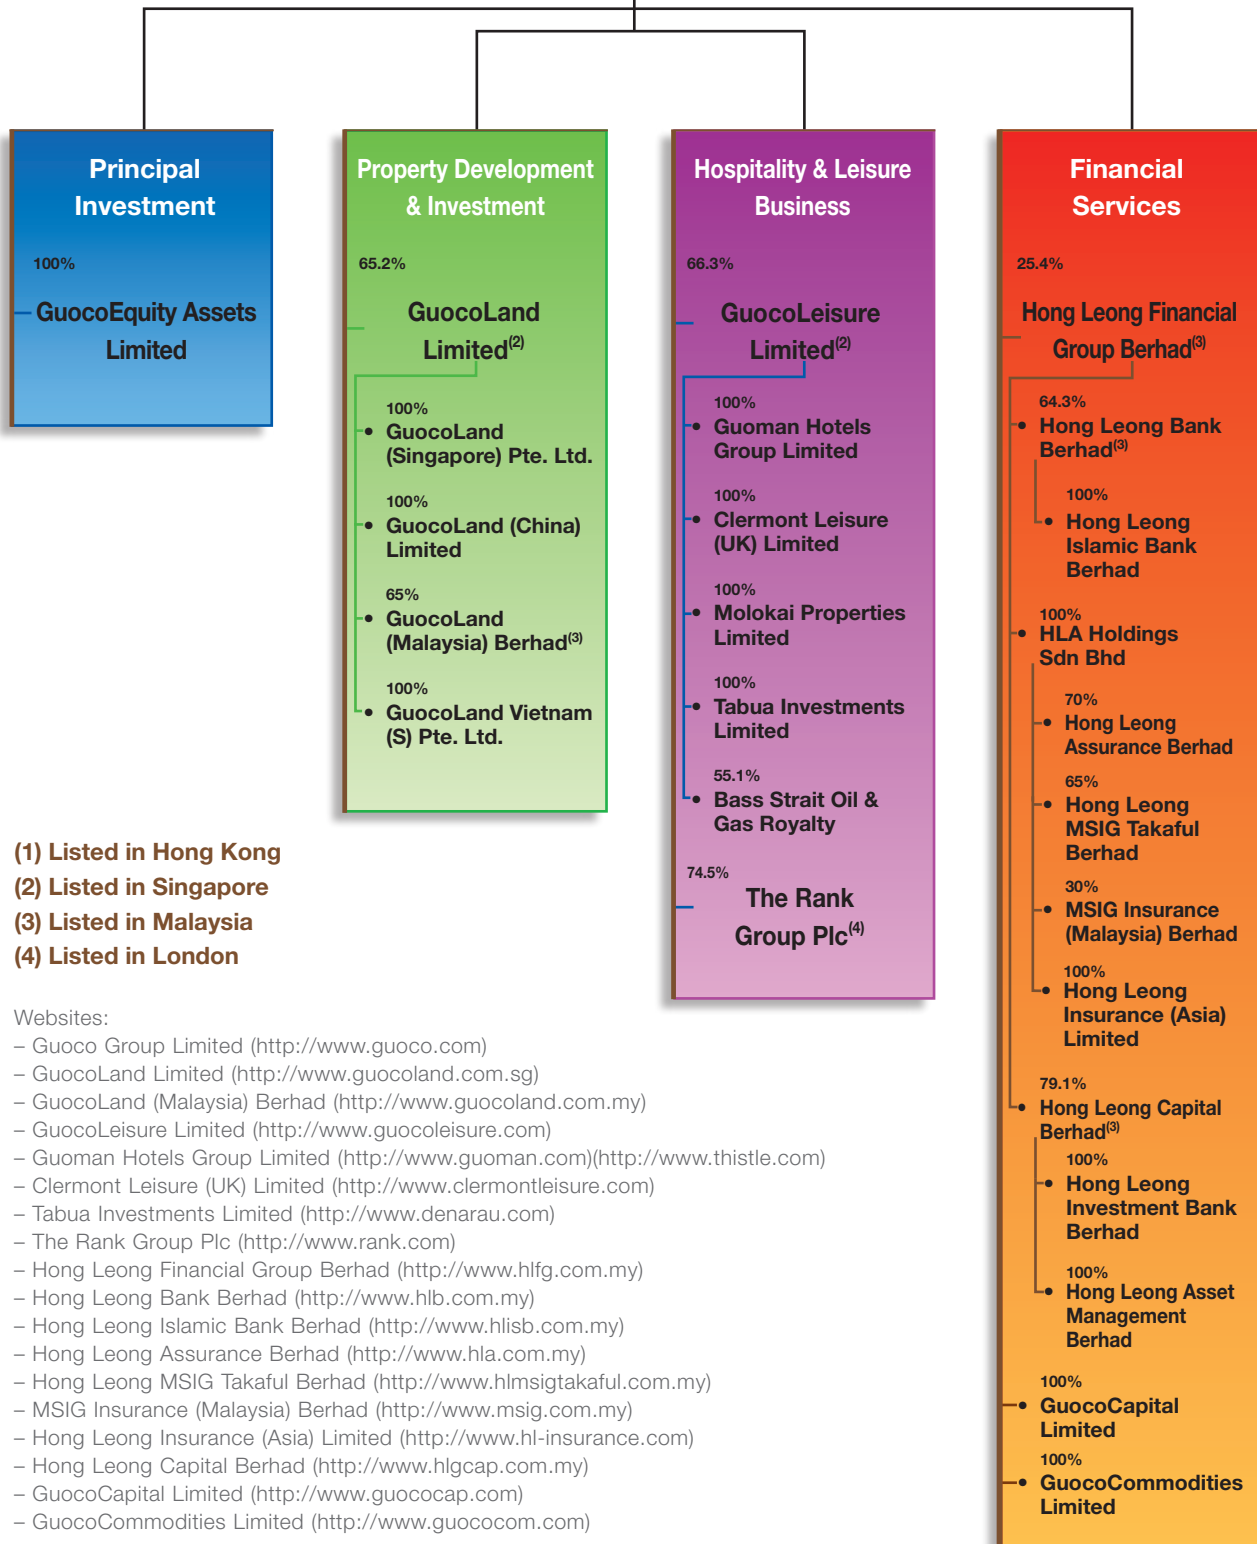 Principal
Investment
100%
GuocoEquity Assets
Limited
Property Development
& Investment
65.2%
GuocoLand
Limited(2)
100%
• GuocoLand
(Singapore) Pte. Ltd.
100%
• GuocoLand (China)
Limited
65%
• GuocoLand
(Malaysia) Berhad(3)
100%
• GuocoLand Vietnam
(S) Pte. Ltd.
Hospitality & Leisure
Business
66.3%
GuocoLeisure
Limited(2)
100%
• Guoman Hotels
Group Limited
100%
• Clermont Leisure
(UK) Limited
100%
• Molokai Properties
Limited
100%
• Tabua Investments
Limited
55.1%
• Bass Strait Oil &
Gas Royalty
74.5%
The Rank
Group Plc(4)
Financial
Services
25.4%
Hong Leong Financial
Group Berhad(3)
64.3%
• Hong Leong Bank
Berhad(3)
100%
• Hong Leong
Islamic Bank
Berhad
100%
• HLA Holdings
Sdn Bhd
70%
• Hong Leong
Assurance Berhad
65%
• Hong Leong
MSIG Takaful
Berhad
30%
• MSIG Insurance
(Malaysia) Berhad
100%
• Hong Leong
Insurance (Asia)
Limited
79.1%
• Hong Leong Capital
Berhad(3)
100%
• Hong Leong
Investment Bank
Berhad
100%
• Hong Leong Asset
Management
Berhad
100%
• GuocoCapital
Limited
100%
• GuocoCommodities
Limited
(1) Listed in Hong Kong
(2) Listed in Singapore
(3) Listed in Malaysia
(4) Listed in London
Websites:
– Guoco Group Limited (http://www.guoco.com)
– GuocoLand Limited (http://www.guocoland.com.sg)
– GuocoLand (Malaysia) Berhad (http://www.guocoland.com.my)
– GuocoLeisure Limited (http://www.guocoleisure.com)
– Guoman Hotels Group Limited (http://www.guoman.com)(http://www.thistle.com)
– Clermont Leisure (UK) Limited (http://www.clermontleisure.com)
– Tabua Investments Limited (http://www.denarau.com)
– The Rank Group Plc (http://www.rank.com)
– Hong Leong Financial Group Berhad (http://www.hlfg.com.my)
– Hong Leong Bank Berhad (http://www.hlb.com.my)
– Hong Leong Islamic Bank Berhad (http://www.hlisb.com.my)
– Hong Leong Assurance Berhad (http://www.hla.com.my)
– Hong Leong MSIG Takaful Berhad (http://www.hlmsigtakaful.com.my)
– MSIG Insurance (Malaysia) Berhad (http://www.msig.com.my)
– Hong Leong Insurance (Asia) Limited (http://www.hl-insurance.com)
– Hong Leong Capital Berhad (http://www.hlgcap.com.my)
– GuocoCapital Limited (http://www.guococap.com)
– GuocoCommodities Limited (http://www.guococom.com)